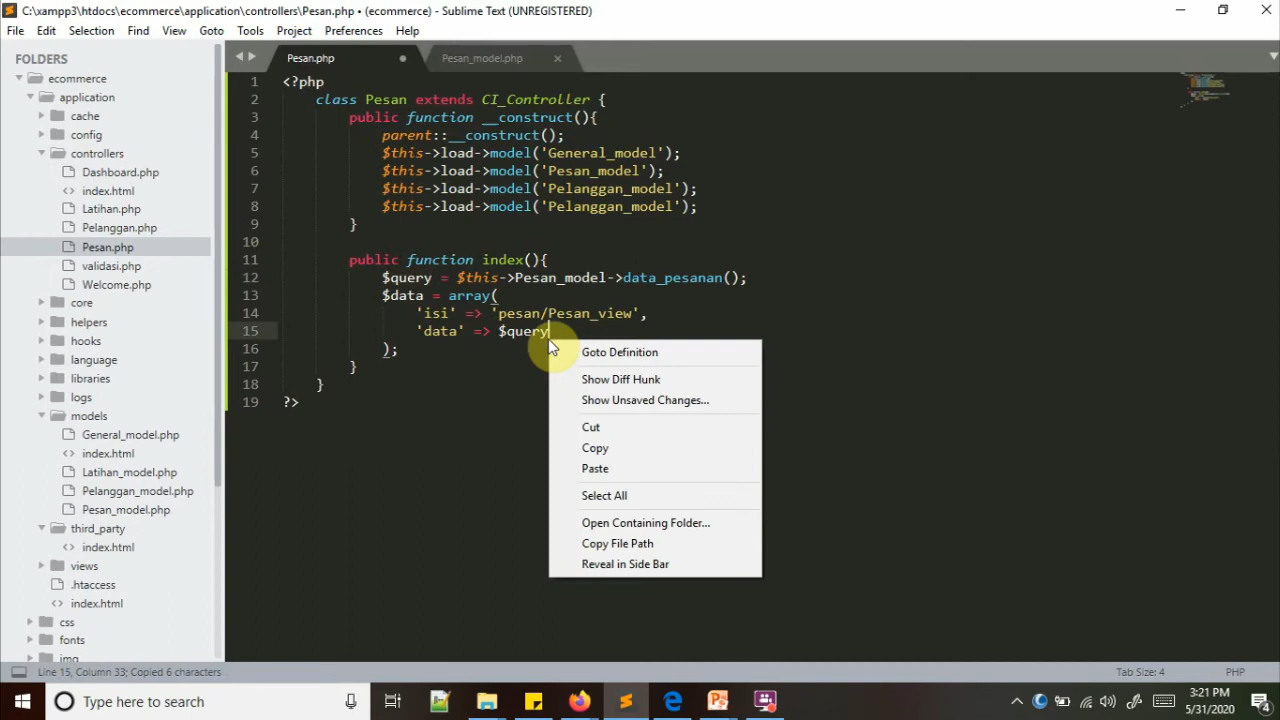 C:\xampp3\htdocs\ecommerce\application\controllers\Pesan.php • (ecommerce) - Sublime Text (UNREGISTERED)
File Edit Selection Find View Goto Tools Project Preferences Help
FOLDERS
ecommerce
application
cache
config
controllers
Dashboard.php
index.html
Latihan.php
Pelanggan.php
Pesan.php
validasi.php
Welcome.php
core
helpers
hooks
language
libraries
logs
models
General_model.php
index.html
Latihan_model.php
Pelanggan_model.php
Pesan_model.php
third_party
index.html
views
.htaccess
index.html
css
fonts
img
Pesan.php
Pesan_model.php
1 <?php
2 class Pesan extends CI_Controller {
3 public function __construct(){
4 parent::__construct();
5 $this->load->model('General_model');
6 $this->load->model('Pesan_model');
7 $this->load->model('Pelanggan_model');
8 $this->load->model('Pelanggan_model');
9 }
10
11 public function index(){
12 $query = $this->Pesan_model->data_pesanan();
13 $data = array(
14 'isi' => 'pesan/Pesan_view',
15 'data' => $query
16 );
17 }
18 }
19 ?>
Goto Definition
Show Diff Hunk
Show Unsaved Changes...
Cut
Copy
Paste
Select All
Open Containing Folder...
Copy File Path
Reveal in Side Bar
Line 15, Column 33; Copied 6 characters
Tab Size: 4
PHP
Type here to search
3:21 PM
5/31/2020
4